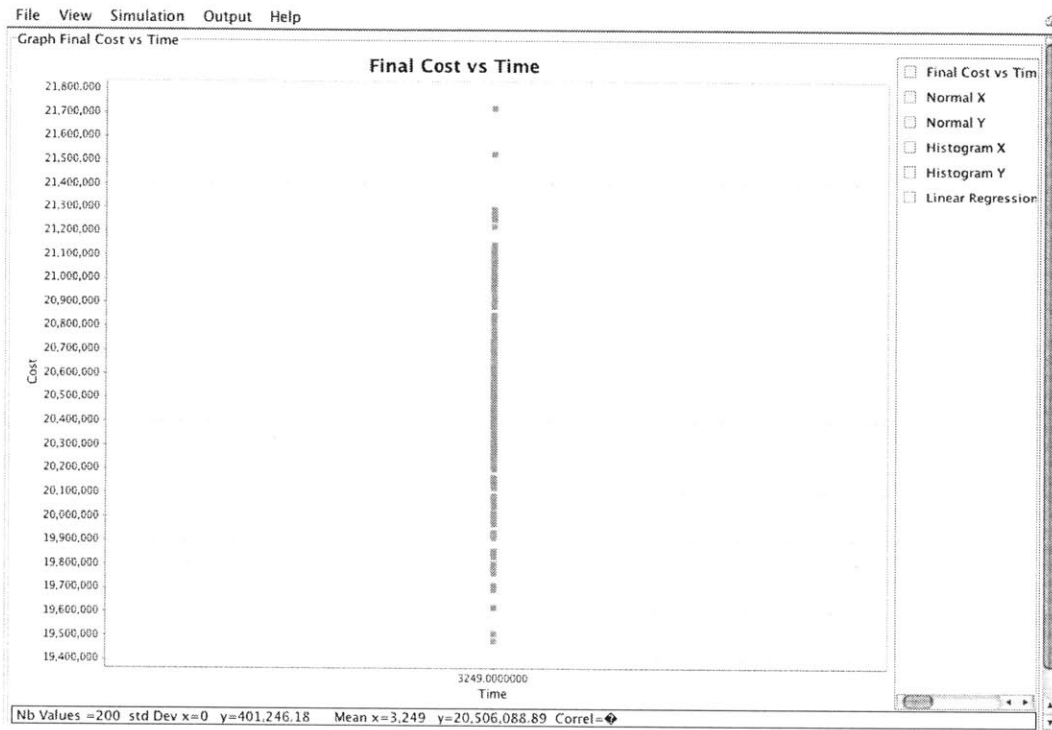 File View Simulation Output Help
Graph Final Cost vs Time
Final Cost vs Time
21,800,000
21,700,000
21,600,000
21,500,000
21,400,000
21,300,000
21,200,000
21,100,000
21,000,000
20,900,000
20,800,000
20,700,000
20,600,000
20,500,000
20,400,000
20,300,000
20,200,000
20,100,000
20,000,000
19,900,000
19,800,000
19,700,000
19,600,000
19,500,000
19,400,000
Cost
3249.0000000
Time
Final Cost vs Tim
Normal X
Normal Y
Histogram X
Histogram Y
Linear Regression
Nb Values =200 std Dev x=0 y=401,246.18 Mean x=3,249 y=20,506,088.89 Correl=�